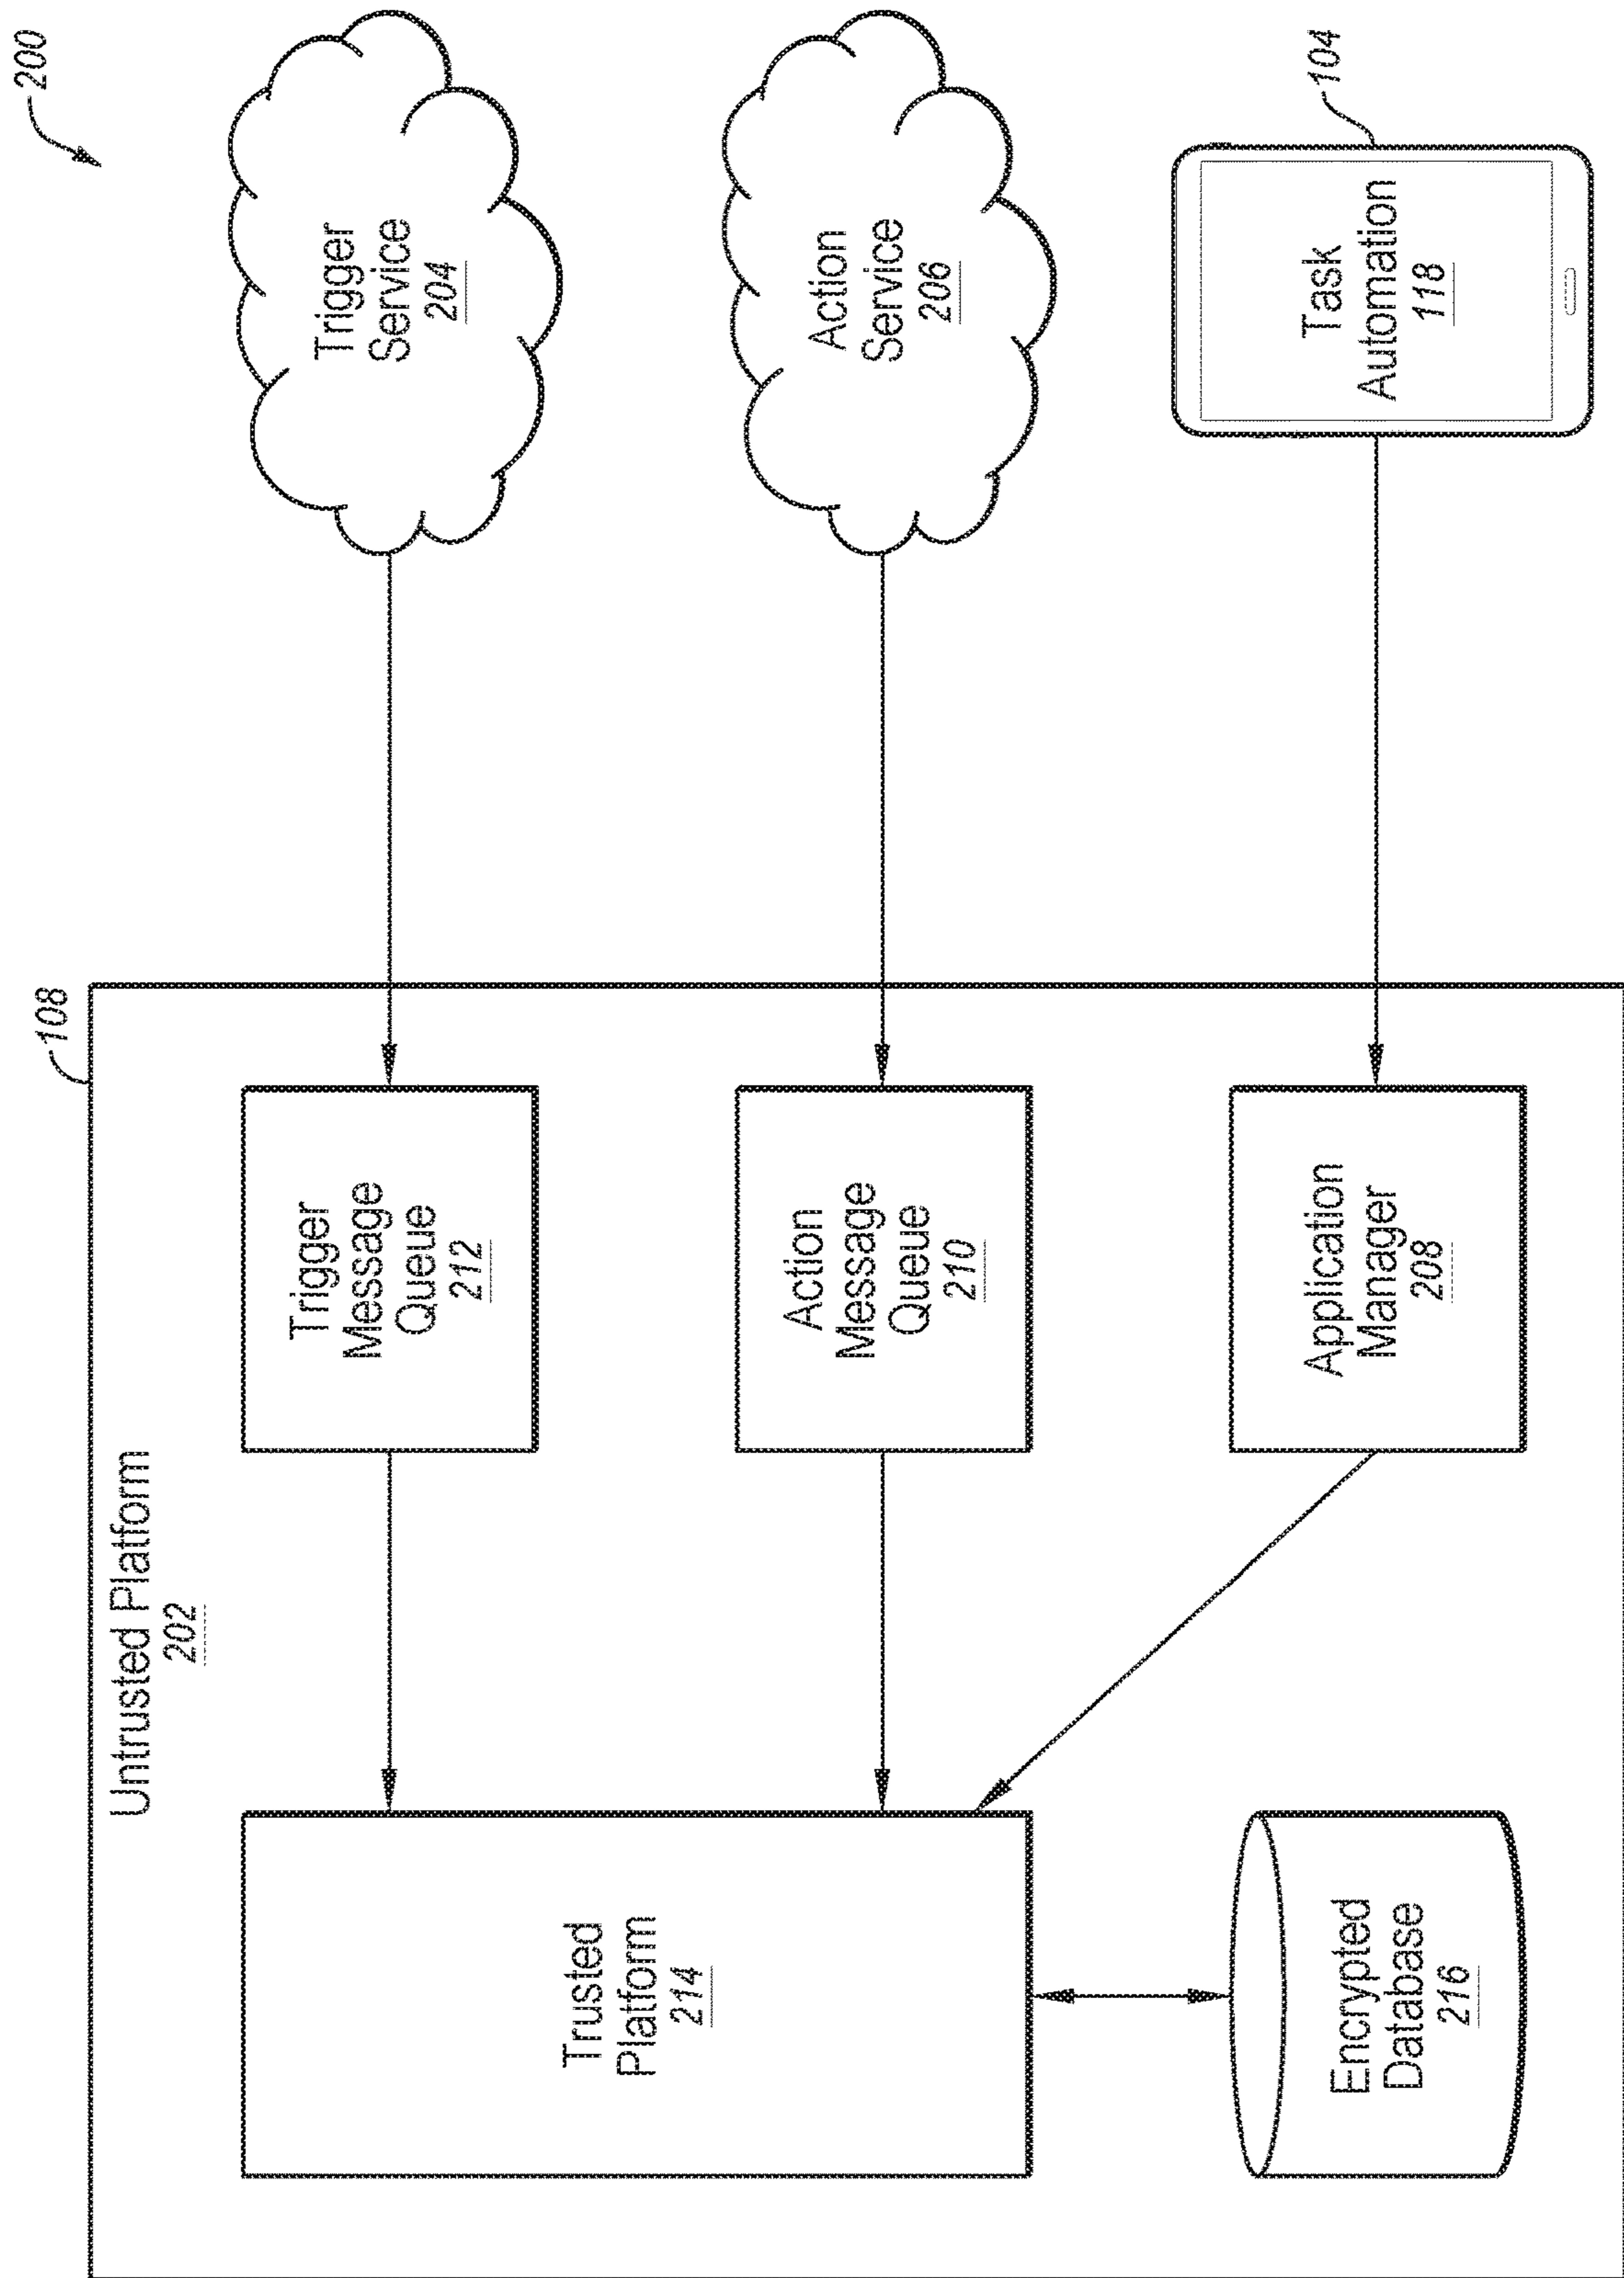 200
108
Untrusted Platform
202
Trusted
Platform
214
Trigger
Message
Queue
212
Trigger
Service
204
Action
Message
Queue
210
Action
Service
206
Encrypted
Database
216
Application
Manager
208
Task
Automation
118
104